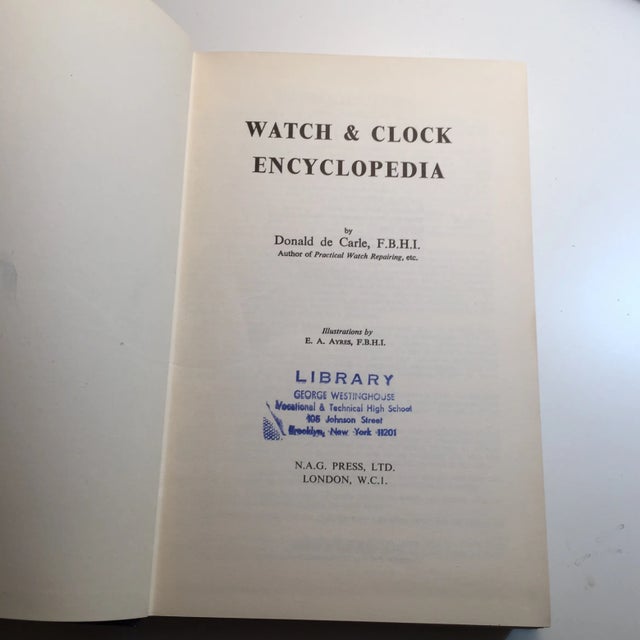 WATCH & CLOCK
ENCYCLOPEDIA
by
Donald de Carle, F.B.H.I.
Author of Practical Watch Repairing, etc.
Illustrations by
E. A. AYRES, F.B.H.I.
LIBRARY
GEORGE WESTINGHOUSE
Vocational & Technical High School
105 Johnson Street
Brooklyn, New York 11201
N.A.G. PRESS, LTD.
LONDON, W.C.1.